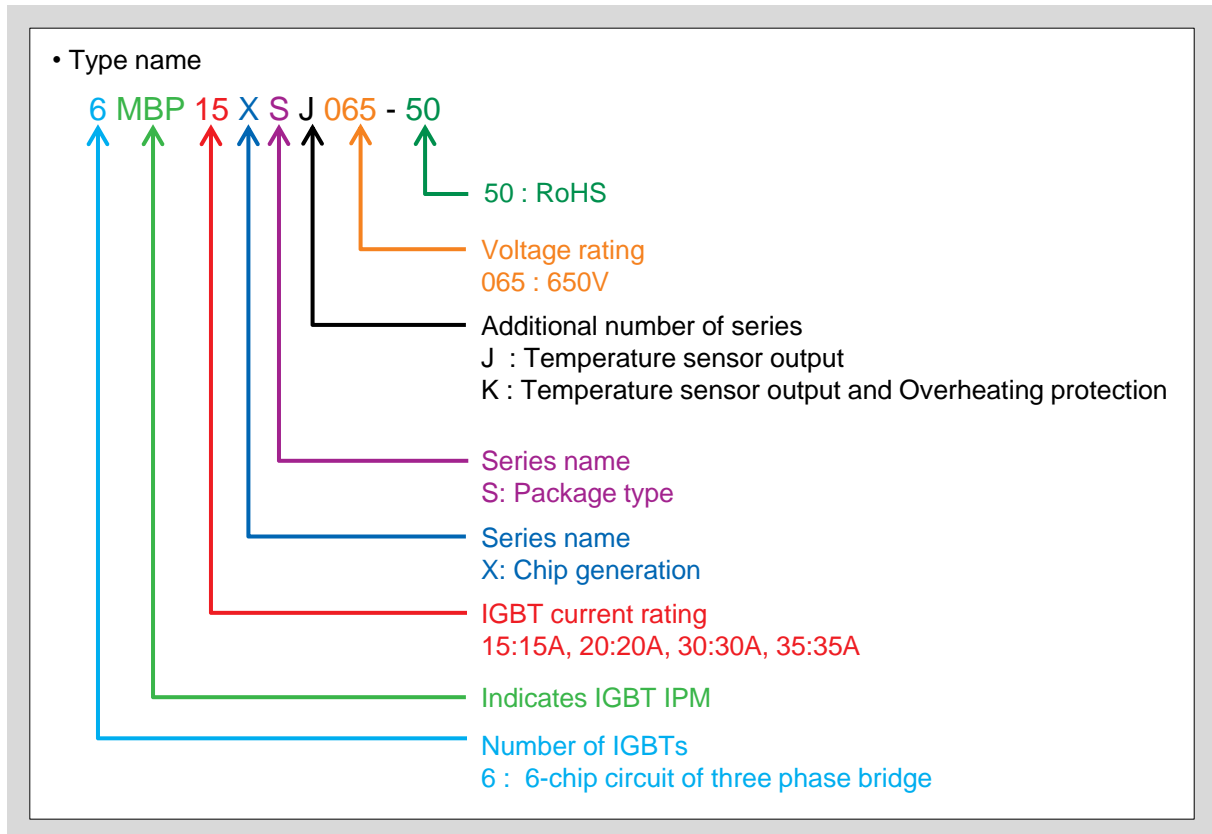 • Type name
6 MBP 15 X S J 065 - 50
50 : RoHS
Voltage rating
065 : 650V
Additional number of series
J : Temperature sensor output
K : Temperature sensor output and Overheating protection
Series name
S: Package type
Series name
X: Chip generation
IGBT current rating
15:15A, 20:20A, 30:30A, 35:35A
Indicates IGBT IPM
Number of IGBTs
6 : 6-chip circuit of three phase bridge